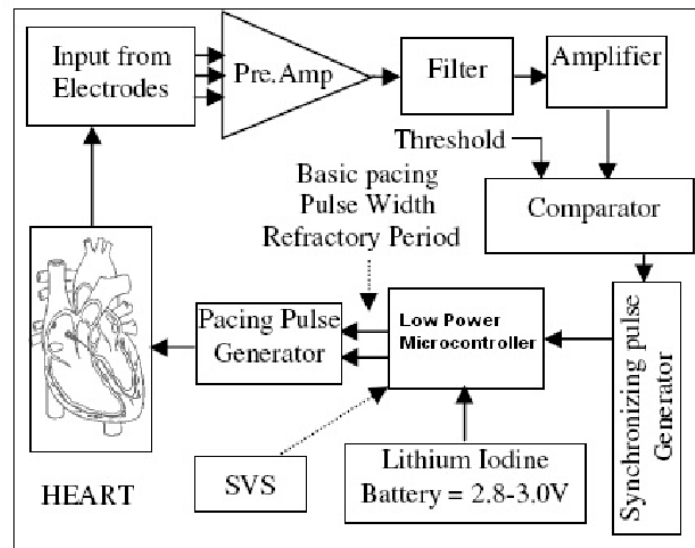 Input from
Electrodes
Pre.Amp
Filter
Amplifier
Threshold
Comparator
Basic pacing
Pulse Width
Refractory Period
Pacing Pulse
Generator
Low Power
Microcontroller
Synchronizing pulse
Generator
HEART
SVS
Lithium Iodine
Battery = 2.8-3.0V